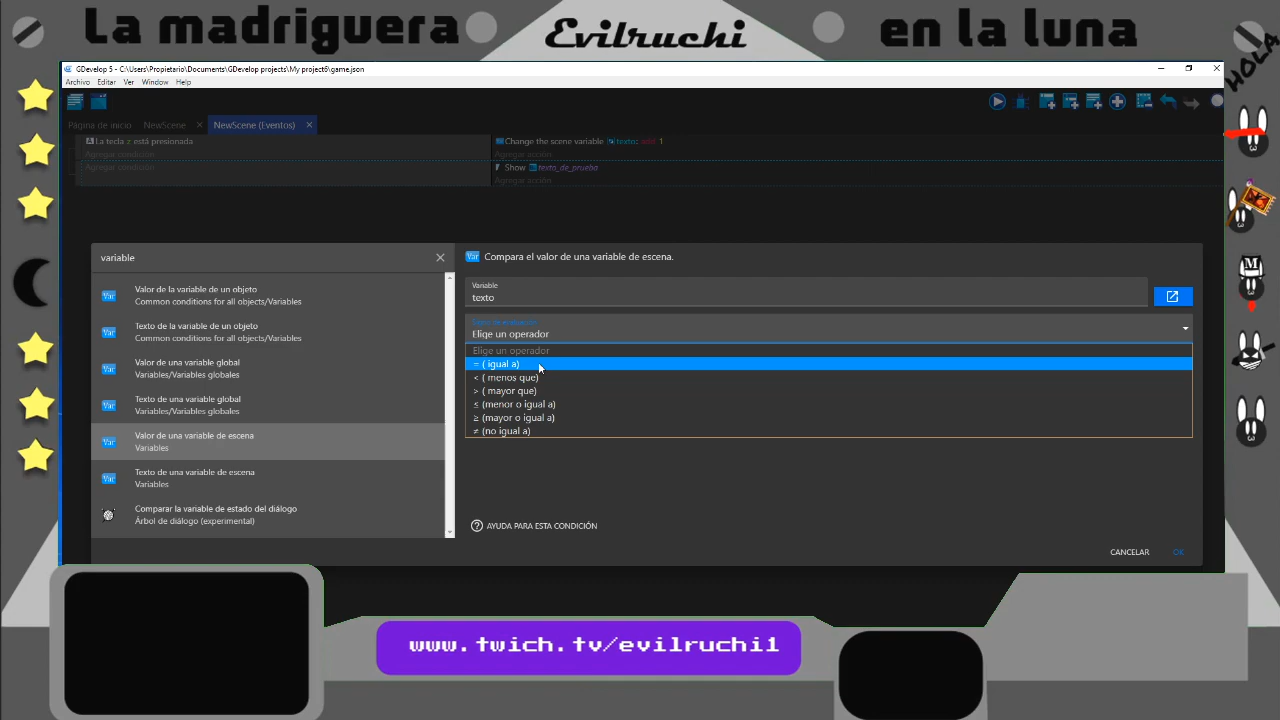 La madriguera
Evilruchi
en la luna
HOLA
GDevelop 5 - C:\Users\Propietario\Documents\GDevelop projects\My project6\game.json
Archivo Editar Ver Window Help
Página de inicio
NewScene
NewScene (Eventos)
La tecla z está presionada
Change the scene variable texto: add 1
Agregar condición
Agregar acción
Agregar condición
Show texto_de_prueba
Agregar acción
variable
Valor de la variable de un objeto
Common conditions for all objects/Variables
Texto de la variable de un objeto
Common conditions for all objects/Variables
Valor de una variable global
Variables/Variables globales
Texto de una variable global
Variables/Variables globales
Valor de una variable de escena
Variables
Texto de una variable de escena
Variables
Comparar la variable de estado del diálogo
Árbol de diálogo (experimental)
Var Compara el valor de una variable de escena.
Variable
texto
Elige un operador
Elige un operador
= ( igual a)
< ( menos que)
> ( mayor que)
≤ (menor o igual a)
≥ (mayor o igual a)
≠ (no igual a)
AYUDA PARA ESTA CONDICIÓN
CANCELAR
OK
www.twich.tv/evilruchi1